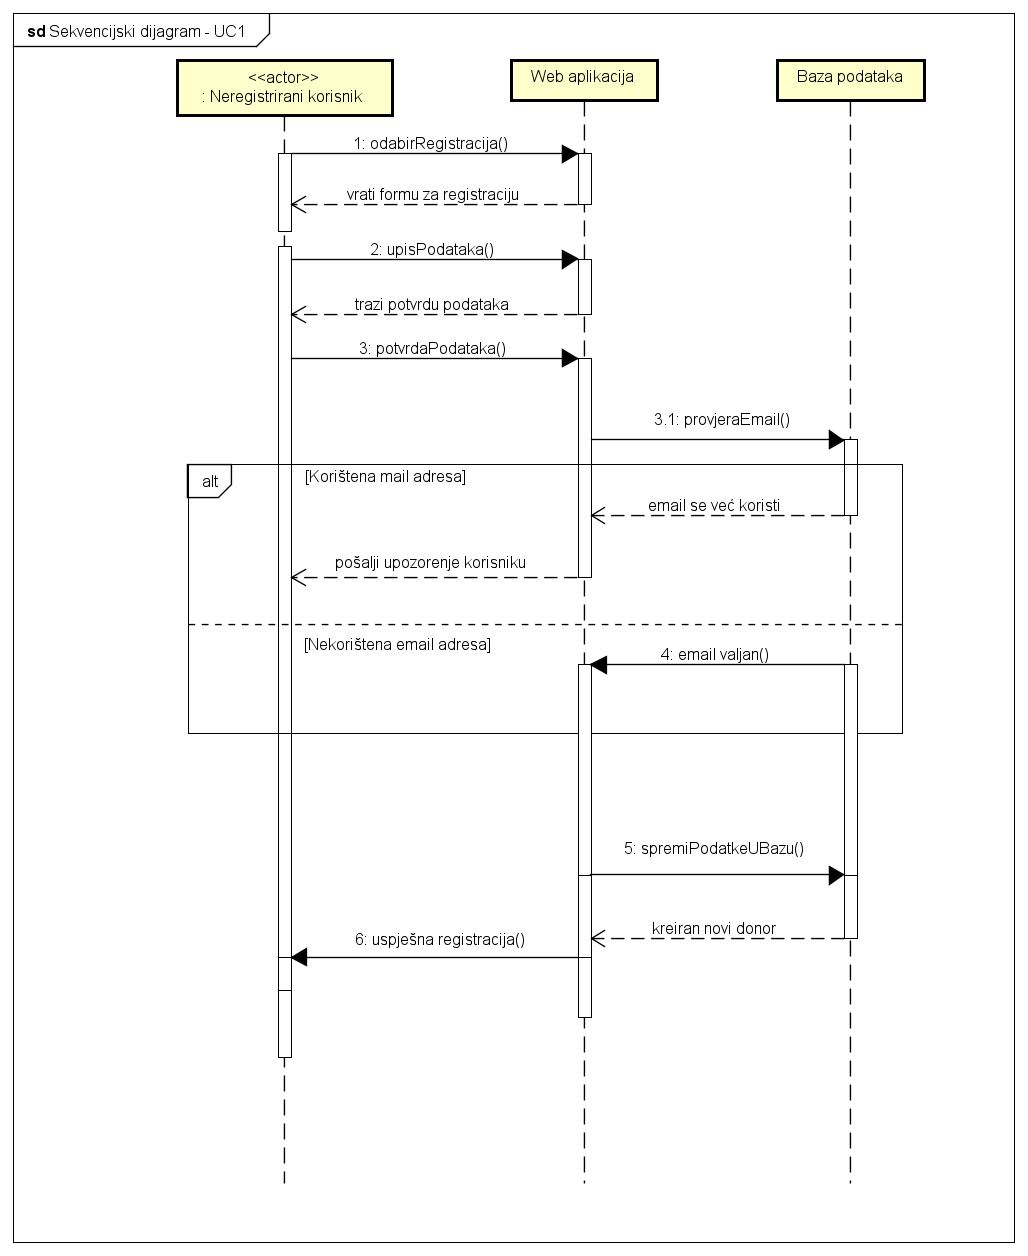 sd Sekvencijski dijagram - UC1
<<actor>>
: Neregistrirani korisnik
Web aplikacija
Baza podataka
1: odabirRegistracija()
vrati formu za registraciju
2: upisPodataka()
trazi potvrdu podataka
3: potvrdaPodataka()
3.1: provjeraEmail()
alt
[Korištena mail adresa]
email se već koristi
pošalji upozorenje korisniku
[Nekorištena email adresa]
4: email valjan()
5: spremiPodatkeUBazu()
kreiran novi donor
6: uspješna registracija()